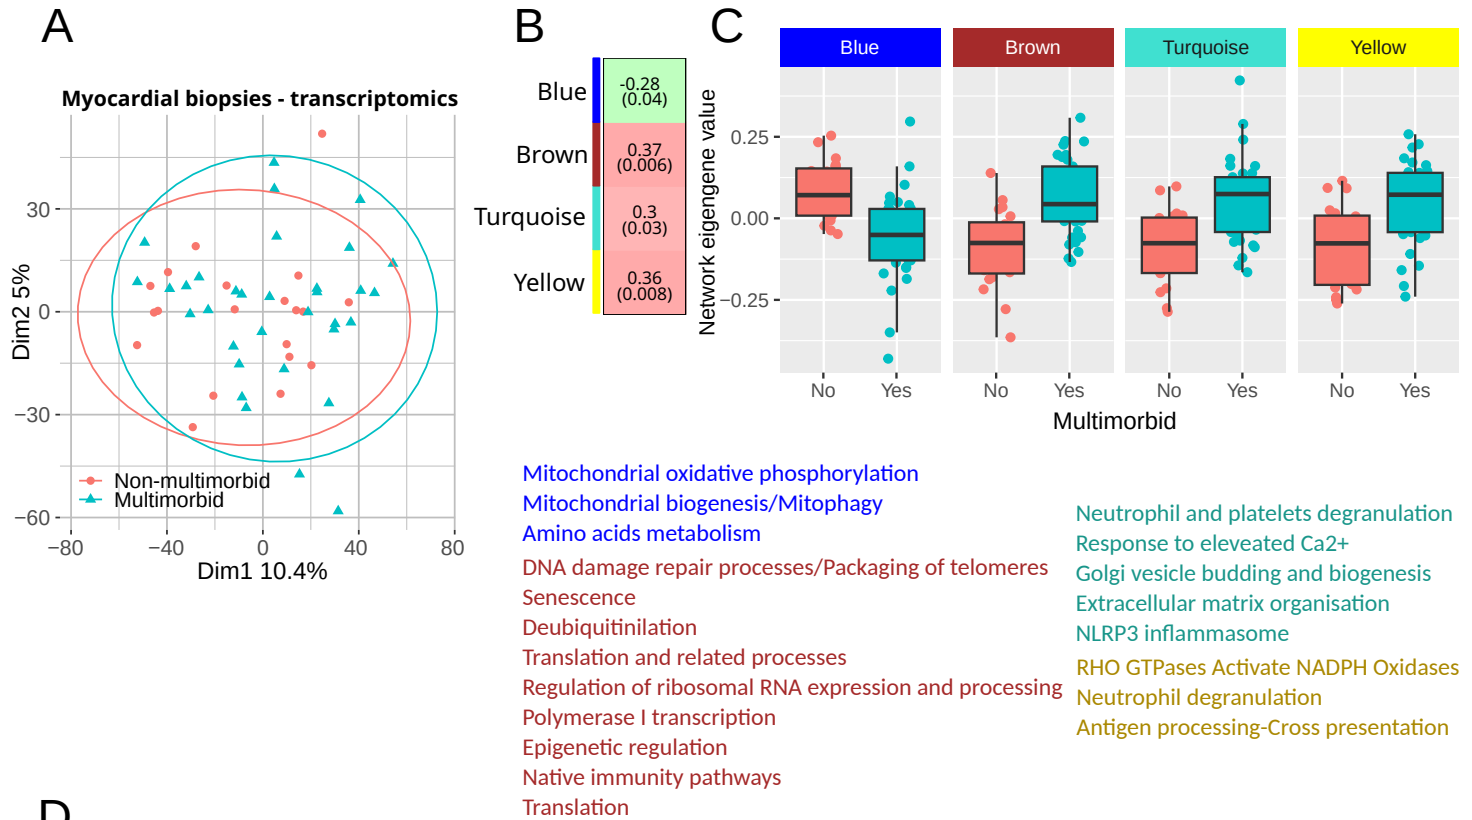 A
B
C
Myocardial biopsies - transcriptomics
Dim2 5%
30
0
−30
−60
Non-multimorbid
Multimorbid
−80
−40
0
40
80
Dim1 10.4%
Blue
-0.28
(0.04)
Brown
0.37
(0.006)
Turquoise
0.3
(0.03)
Yellow
0.36
(0.008)
Network eigengene value
Blue
Brown
Turquoise
Yellow
0.25
0.00
−0.25
No
Yes
No
Yes
No
Yes
No
Yes
Multimorbid
Mitochondrial oxidative phosphorylation
Mitochondrial biogenesis/Mitophagy
Amino acids metabolism
DNA damage repair processes/Packaging of telomeres
Senescence
Deubiquitinilation
Translation and related processes
Regulation of ribosomal RNA expression and processing
Polymerase I transcription
Epigenetic regulation
Native immunity pathways
Translation
Neutrophil and platelets degranulation
Response to eleveated Ca2+
Golgi vesicle budding and biogenesis
Extracellular matrix organisation
NLRP3 inflammasome
RHO GTPases Activate NADPH Oxidases
Neutrophil degranulation
Antigen processing-Cross presentation
D